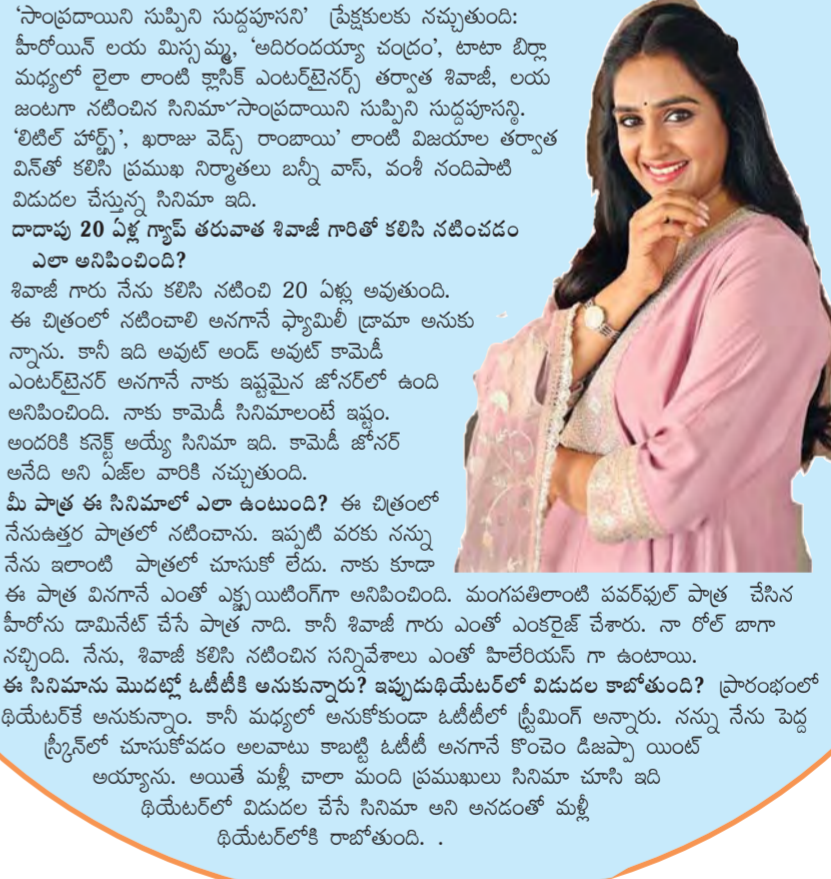 'సాంప్రదాయిని సుప్పిని సుద్దపూసని' ప్రేక్షకులకు నచ్చుతుంది:
హీరోయిన్ లయ మిస్సమ్మ, 'అదిరందయ్యా చంద్రం', టాటా బిర్లా
మధ్యలో లైలా లాంటి క్లాసిక్ ఎంటర్‌టైనర్స్ తర్వాత శివాజీ, లయ
జంటగా నటించిన సినిమా 'సాంప్రదాయిని సుప్పిని సుద్దపూసని.
'లిటిల్ హార్ట్స్', ఖరాజు వెడ్స్ రాంబాయి' లాంటి విజయాల తర్వాత
విన్‌తో కలిసి ప్రముఖ నిర్మాతలు బన్నీ వాస్, వంశీ నందిపాటి
విడుదల చేస్తున్న సినిమా ఇది.
దాదాపు 20 ఏళ్ల గ్యాప్ తరువాత శివాజీ గారితో కలిసి నటించడం
ఎలా అనిపించింది?
శివాజీ గారు నేను కలిసి నటించి 20 ఏళ్లు అవుతుంది.
ఈ చిత్రంలో నటించాలి అనగానే ఫ్యామిలీ డ్రామా అనుకు
న్నాను. కానీ ఇది అవుట్ అండ్ అవుట్ కామెడీ
ఎంటర్‌టైనర్ అనగానే నాకు ఇష్టమైన జోనర్‌లో ఉంది
అనిపించింది. నాకు కామెడీ సినిమాలంటే ఇష్టం.
అందరికి కనెక్ట్ అయ్యే సినిమా ఇది. కామెడీ జోనర్
అనేది అని ఏజ్‌ల వారికి నచ్చుతుంది.
మీ పాత్ర ఈ సినిమాలో ఎలా ఉంటుంది? ఈ చిత్రంలో
నేనుఉత్తర పాత్రలో నటించాను. ఇప్పటి వరకు నన్ను
నేను ఇలాంటి పాత్రలో చూసుకో లేదు. నాకు కూడా
ఈ పాత్ర వినగానే ఎంతో ఎక్జ్పయిటింగ్‌గా అనిపించింది. మంగపతిలాంటి పవర్‌ఫుల్ పాత్ర చేసిన
హీరోను డామినేట్ చేసే పాత్ర నాది. కానీ శివాజీ గారు ఎంతో ఎంకరైజ్ చేశారు. నా రోల్ బాగా
నచ్చింది. నేను, శివాజీ కలిసి నటించిన సన్నివేశాలు ఎంతో హిలేరియస్ గా ఉంటాయి.
ఈ సినిమాను మొదట్లో ఓటీటీకి అనుకున్నారు? ఇప్పుడుథియేటర్‌లో విడుదల కాబోతుంది? ప్రారంభంలో
థియేటర్‌కే అనుకున్నాం. కానీ మధ్యలో అనుకోకుండా ఓటీటీలో స్ట్రీమింగ్ అన్నారు. నన్ను నేను పెద్ద
స్క్రీన్‌లో చూసుకోవడం అలవాటు కాబట్టి ఓటీటీ అనగానే కొంచెం డిజప్పా యింట్
అయ్యాను. అయితే మళ్లీ చాలా మంది ప్రముఖులు సినిమా చూసి ఇది
థియేటర్‌లో విడుదల చేసే సినిమా అని అనడంతో మళ్లీ
థియేటర్‌లోకి రాబోతుంది. .